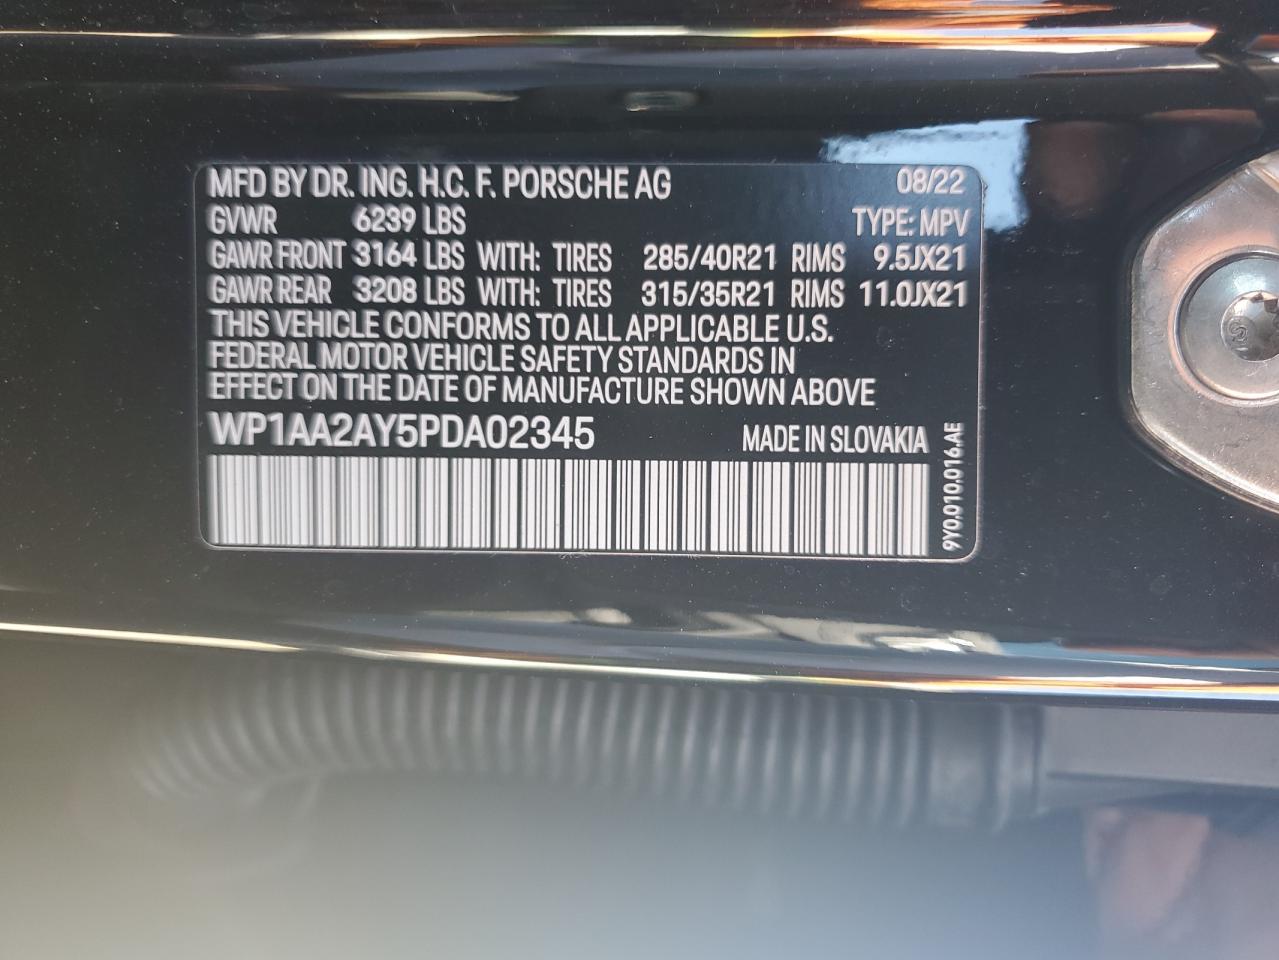 MFD BY DR. ING. H.C. F. PORSCHE AG 08/22
GVWR 6239 LBS TYPE: MPV
GAWR FRONT 3164 LBS WITH: TIRES 285/40R21 RIMS 9.5JX21
GAWR REAR 3208 LBS WITH: TIRES 315/35R21 RIMS 11.0JX21
THIS VEHICLE CONFORMS TO ALL APPLICABLE U.S.
FEDERAL MOTOR VEHICLE SAFETY STANDARDS IN
EFFECT ON THE DATE OF MANUFACTURE SHOWN ABOVE
WP1AA2AY5PDA02345 MADE IN SLOVAKIA
9Y0.010.016.AE